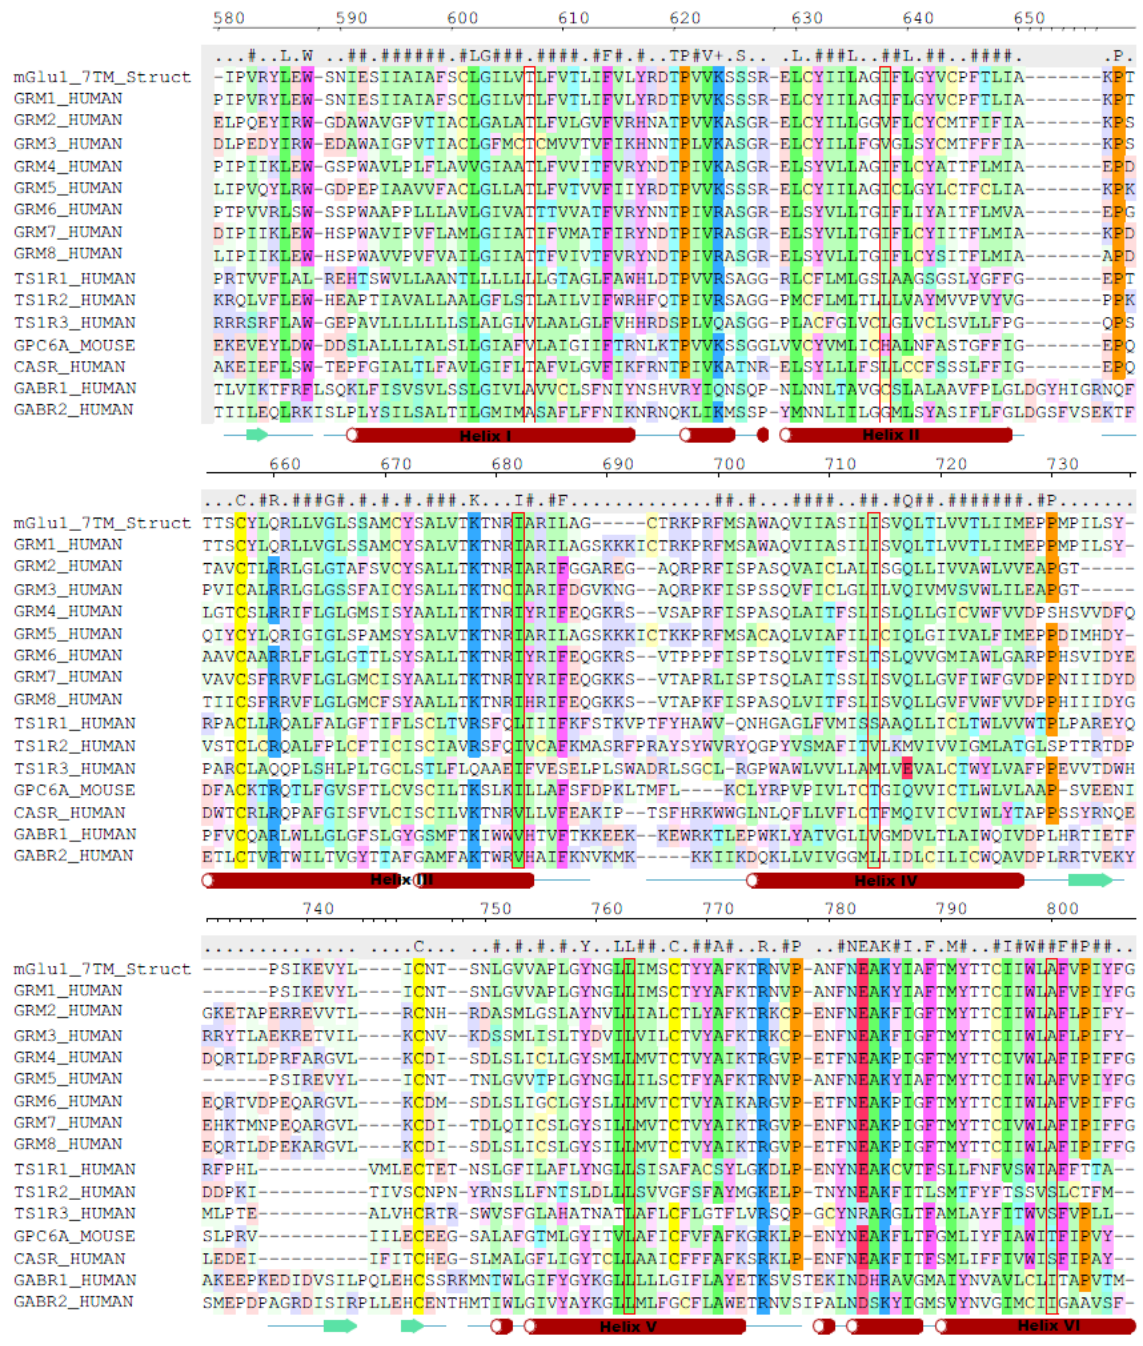 580 590 600 610 620 630 640 650
...#..L.W ..##.######.LG####.####.#F#...TP#V+.S...L.###L...##L.######........P.
mGlu1_7TM_Struct -IPVRYLEW-SNIESIIAIAFSCLGILVTLFVTLIFVLYRDTPVVKSSSR-ELCYIILAGIFLGYVCPFTLIA-------KPT
GRM1_HUMAN PIPVRYLEW-SNIESIIAIAFSCLGILVTLFVTLIFVLYRDTPVVKSSSR-ELCYIILAGIFLGYVCPFTLIA-------KPT
GRM2_HUMAN ELPQEYIRW-GDAWAVGPVTIACLGALATLFVLGVFVRHNATPVVKASGR-ELCYILLGGVFLCYCMTFIFIA-------KPS
GRM3_HUMAN DLPEDYIRW-EDAWAIGPVTIACLGFMCTCMVVTVFIKHNNTPLVKASGR-ELCYILLFGVGLSYCMTFFFIA-------KPS
GRM4_HUMAN PIPIIKLEW-GSPWAVLPLFLAVVGIAATLFVVITFVRYNDTPIVKASGR-ELSYVLLAGIFLCYATTFLMIA-------EPD
GRM5_HUMAN LIPVQYLRW-GDPEPIAAVVFACLGLLATLFVTVVFIIYRDTPVVKSSSR-ELCYIILAGICLGYLCTFCLIA-------KPK
GRM6_HUMAN PTPVVRLSW-SSPWAAPPLLLAVLGIVATTTVVATFVRYNNTPIVRASGR-ELSYVLLTGIFLIYAITFLMVA-------EPG
GRM7_HUMAN DIPIIKLEW-HSPWAVIPVFLAMLGIIATIFVMATFIRYNDTPIVRASGR-ELSYVLLTGIFLCYIITFLMIA-------KPD
GRM8_HUMAN LIPIIKLEW-HSPWAVVPVFVAILGIIATTFVIVTFVRYNDTPIVRASGR-ELSYVLLTGIFLCYSITFLMIA-------APD
TS1R1_HUMAN PRTVVFLAL-REHTSWVLLAANTLLLLLLLGTAGLFAWHLDTPVVRSAGG-RLCFLMLGSLAAGSGSLYGFFG-------EPT
TS1R2_HUMAN KRQLVFLEW-HEAPTIAVALLAALGFLSTLAILVIFWRHFQTPIVRSAGG-PMCFLMLTLLLVAYMVVPVYVG-------PPK
TS1R3_HUMAN RRRSRFLAW-GEPAVLLLLLLLSLALGLVLAALGLFVHHRDSPLVQASGG-PLACFGLVCLGLVCLSVLLFPG-------QPS
GPC6A_MOUSE EKEVEYLDW-DDSLALLLIALSLLGIAFVLAIGIIFTRNLKTPVVKSSGGLVVCYVMLICHALNFASTGFFIG-------EPQ
CASR_HUMAN AKEIEFLSW-TEPFGIALTLFAVLGIFLTAFVLGVFIKFRNTPIVKATNR-ELSYLLLFSLLCCFSSSLFFIG-------EPQ
GABR1_HUMAN TLVIKTFRFLSQKLFISVSVLSSLGIVLAVVCLSFNIYNSHVRYIQNSQP-NLNNLTAVGCSLALAAVFPLGLDGYHIGRNQF
GABR2_HUMAN TIILEQLRKISLPLYSILSALTILGMIMASAFLFFNIKNRNQKLIKMSSP-YMNNLIILGGMLSYASIFLFGLDGSFVSEKTF
Helix I Helix II
660 670 680 690 700 710 720 730
...C.#R.###G#.#.#..###.K...I#.#F..............##.#..####.##.Q##.#######.#P.......
mGlu1_7TM_Struct TTSCYLQRLLVGLSSAMCYSALVTKTNRIARILAG-----CTRKPRFMSAWAQVIIASILISVQLTLVVTLIIMEPPMPILSY-
GRM1_HUMAN TTSCYLQRLLVGLSSAMCYSALVTKTNRIARILAGSKKKICTRKPRFMSAWAQVIIASILISVQLTLVVTLIIMEPPMPILSY-
GRM2_HUMAN TAVCTLRRLGLGTAFSVCYSALLTKTNRIARIFGGAREG--AQRPRFISPASQVAICLALISGQLLIVVAWLVVEAPGT-----
GRM3_HUMAN PVICALRRLGLGSSFAICYSALLTKTNCIARIFDGVKNG--AQRPKFISPSSQVFICLGLILVQIVMVSVWLILEAPGT-----
GRM4_HUMAN LGTCSLRRIFLGLGMSISYAALLTKTNRIYRIFEQGKRS--VSAPRFISPASQLAITFSLISLQLLGICVWFVVDPSHSVVDFQ
GRM5_HUMAN QIYCYLQRIGIGLSPAMSYSALVTKTNRIARILAGSKKKICTKKPRFMSACAQLVIAFILICIQLGIIVALFIMEPPDIMHDY-
GRM6_HUMAN AAVCAARRLFLGLGTTLSYSALLTKTNRIYRIFEQGKRS--VTPPPFISPTSQLVITFSLTSLQVVGMIAWLGARPPHSVIDYE
GRM7_HUMAN VAVCSFRRVFLGLGMCISYAALLTKTNRIYRIFEQGKKS--VTAPRLISPTSQLAITSSLISVQLLGVFIWFGVDPPNIIIDYD
GRM8_HUMAN TIICSFRRVFLGLGMCFSYAALLTKTNRIHRIFEQGKKS--VTAPKFISPASQLVITFSLISVQLLGVFVWFVVDPPHIIIDYG
TS1R1_HUMAN RPACLLRQALFALGFTIFLSCLTVRSFQLIIIFKFSTKVPTFYHAWV-QNHGAGLFVMISSAAQLLICLTWLVVWTPLPAREYQ
TS1R2_HUMAN VSTCLCRQALFPLCFTICISCIAVRSFQIVCAFKMASRFPRAYSYWVRYQGPYVSMAFITVLKMVIVVIGMLATGLSPTTRTDP
TS1R3_HUMAN PARCLAQQPLSHLPLTGCLSTLFLQAAEIFVESELPLSWADRLSGCL-RGPWAWLVVLLAMLVEVALCTWYLVAFPPEVVTDWH
GPC6A_MOUSE DFACKTRQTLFGVSFTLCVSCILTKSLKILLAFSFDPKLTMFL----KCLYRPVPIVLTCTGIQVVICTLWLVLAAP-SVEENI
CASR_HUMAN DWTCRLRQPAFGISFVLCISCILVKTNRVLLVFEAKIP--TSFHRKWWGLNLQFLLVFLCTFMQIVICVIWLYTAPPSSYRNQE
GABR1_HUMAN PFVCQARLWLLGLGFSLGYGSMFTKIWWVHTVFTKKEEK--KEWRKTLEPWKLYATVGLLVGMDVLTLAIWQIVDPLHRTIETF
GABR2_HUMAN ETLCTVRTWILTVGYTTAFGAMFAKTWRVHAIFKNVKMK-----KKIIKDQKLLVIVGGMLLIDLCILICWQAVDPLRRTVEKY
Helix III Helix IV
740 750 760 770 780 790 800
...................C... ..#.#.#.#..Y..LL##.C.##A#..R.#P ..#NEAK#I.F.M#..#I#W##F#P##..
mGlu1_7TM_Struct ------PSIKEVYL----ICNT--SNLGVVAPLGYNGLLIMSCTYYAFKTRNVP-ANFNEAKYIAFTMYTTCIIWLAFVPIYFG
GRM1_HUMAN ------PSIKEVYL----ICNT--SNLGVVAPLGYNGLLIMSCTYYAFKTRNVP-ANFNEAKYIAFTMYTTCIIWLAFVPIYFG
GRM2_HUMAN GKETAPERREVVTL----RCNH--RDASMLGSLAYNVLLIALCTLYAFKTRKCP-ENFNEAKFIGFTMYTTCIIWLAFLPIFY-
GRM3_HUMAN RRYTLAEKRETVIL----KCNV--KDSSMLISLTYDVILVILCTVYAFKTRKCP-ENFNEAKFIGFTMYTTCIIWLAFLPIFY-
GRM4_HUMAN DQRTLDPRFARGVL----KCDI--SDLSLICLLGYSMLLMVTCTVYAIKTRGVP-ETFNEAKPIGFTMYTTCIVWLAFIPIFFG
GRM5_HUMAN ------PSIREVYL----ICNT--TNLGVVTPLGYNGLLILSCTFYAFKTRNVP-ANFNEAKYIAFTMYTTCIIWLAFVPIYFG
GRM6_HUMAN EQRTVDPEQARGVL----KCDM--SDLSLIGCLGYSLLLMVTCTVYAIKARGVP-ETFNEAKPIGFTMYTTCIIWLAFVPIFFG
GRM7_HUMAN EHKTMNPEQARGVL----KCDI--TDLQIICSLGYSILLMVTCTVYAIKTRGVP-ENFNEAKPIGFTMYTTCIVWLAFIPIFFG
GRM8_HUMAN EQRTLDPEKARGVL----KCDI--SDLSLICSLGYSILLMVTCTVYAIKTRGVP-ETFNEAKPIGFTMYTTCIIWLAFIPIFFG
TS1R1_HUMAN RFPHL----------VMLECTET-NSLGFILAFLYNGLLSISAFACSYLGKDLP-ENYNEAKCVTFSLLFNFVSWIAFFTTA--
TS1R2_HUMAN DDPKI----------TIVSCNPN-YRNSLLFNTSLDLLLSVVGFSFAYMGKELP-TNYNEAKFITLSMTFYFTSSVSLCTFM--
TS1R3_HUMAN MLPTE----------ALVHCRTR-SWVSFGLAHATNATLAFLCFLGTFLVRSQP-GCYNRARGLTFAMLAYFITWVSFVPLL--
GPC6A_MOUSE SLPRV----------IILECEEG-SALAFGTMLGYITVLAFICFVFAFKGRKLP-ENYNEAKFLTFGMLIYFIAWITFIPVY--
CASR_HUMAN LEDEI----------IFITCHEG-SLMALGFLIGYTCLLAAICFFFAFKSRKLP-ENFNEAKFITFSMLIFFIVWISFIPAY--
GABR1_HUMAN AKEEPKEDIDVSILPQLEHCSSRKMNTWLGIFYGYKGLLLLLGIFLAYETKSVSTEKINDHRAVGMAIYNVAVLCLITAPVTM-
GABR2_HUMAN SMEPDPAGRDISIRPLLEHCENTHMTIWLGIVYAYKGLLMLFGCFLAWETRNVSIPALNDSKYIGMSVYNVGIMCIIGAAVSF-
Helix V Helix VI